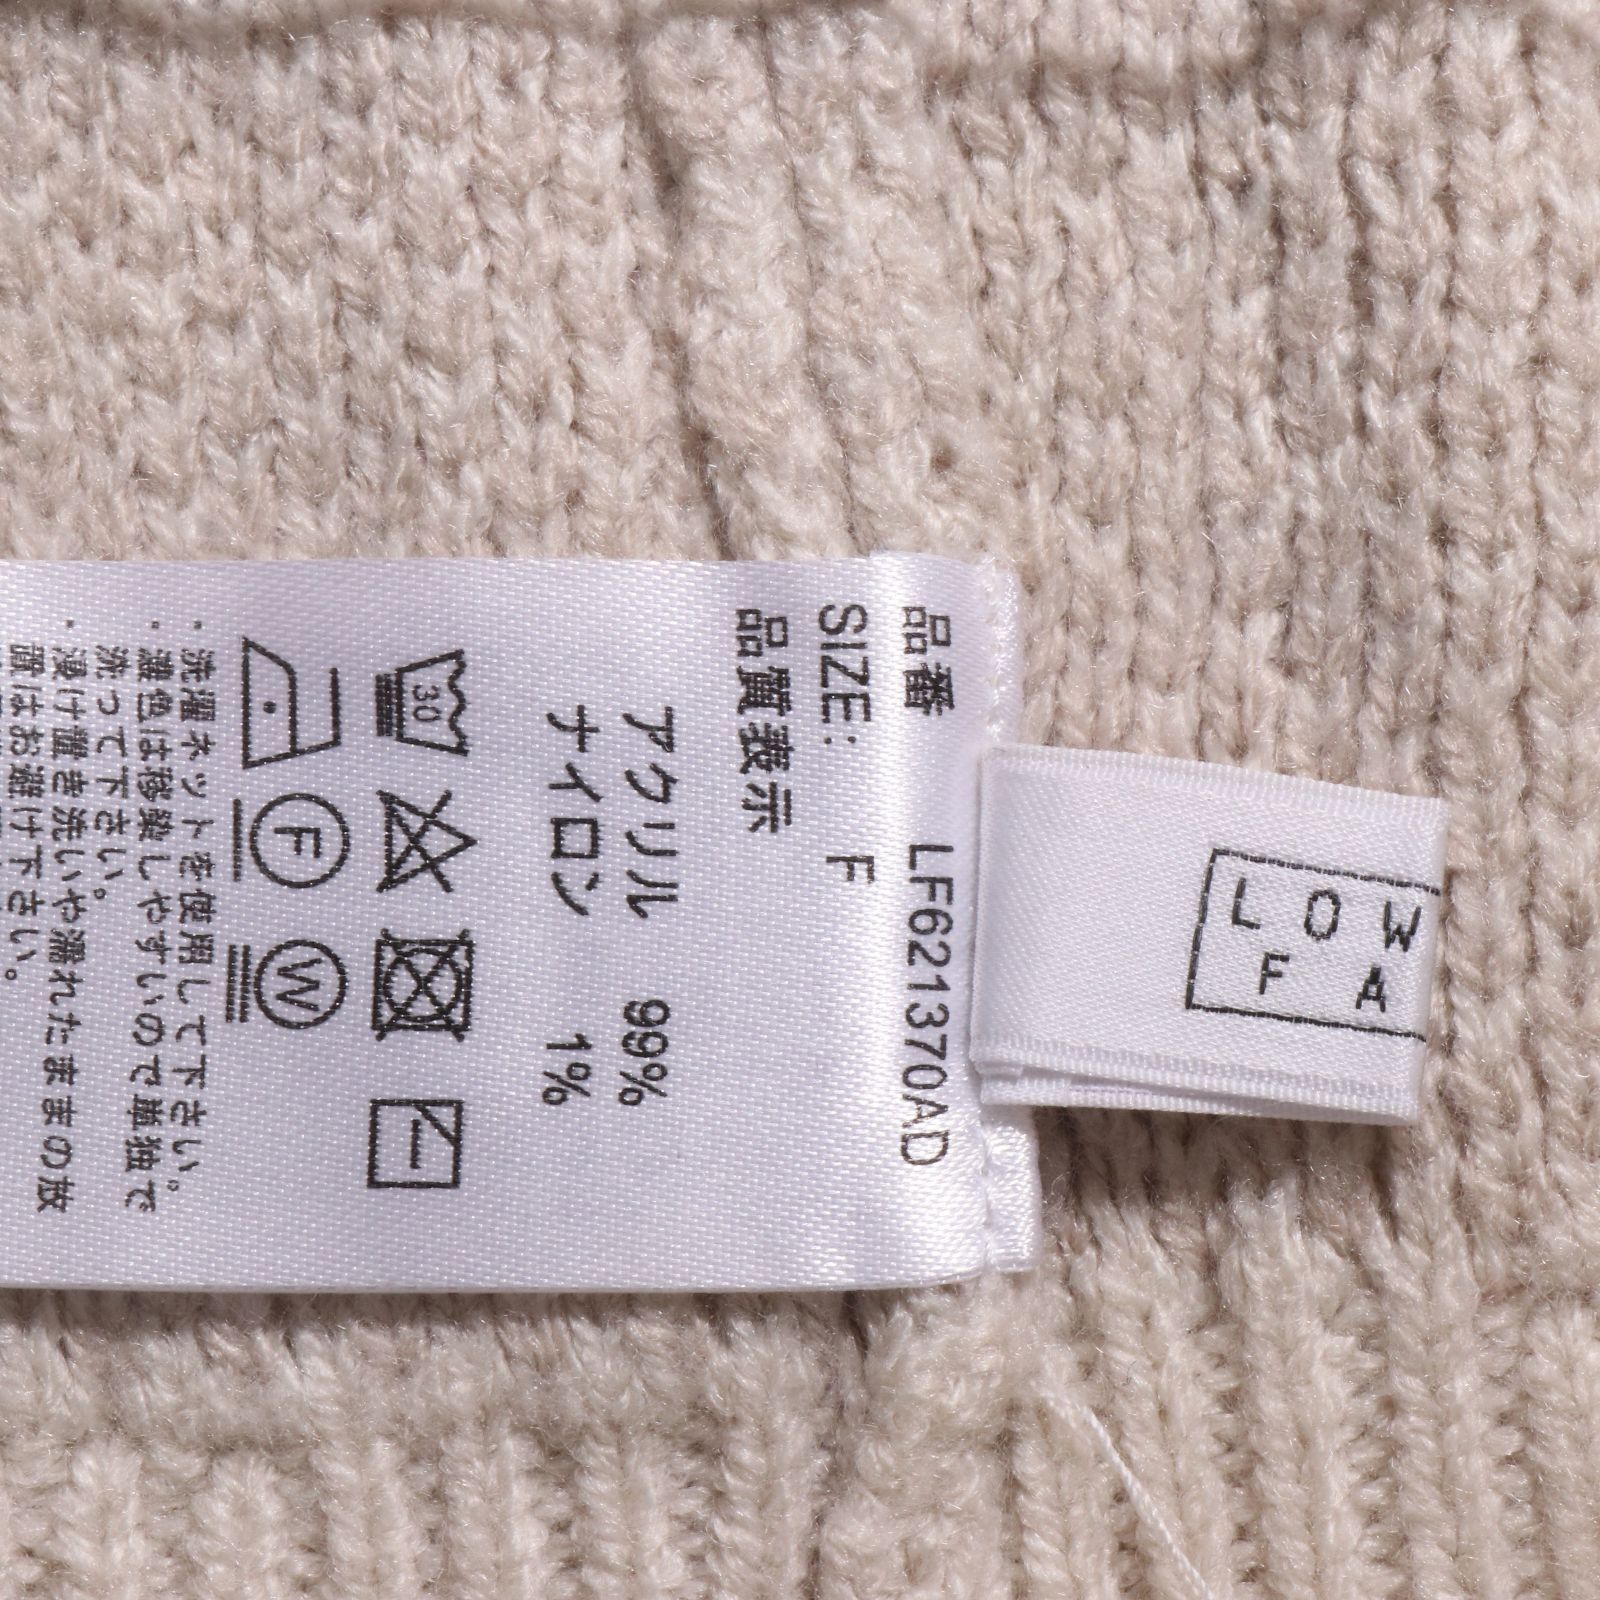 品番 LF621370AD
SIZE: F
品質表示
アクリル 99%
ナイロン 1%
30
F
W
・洗濯ネットを使用して下さい。
・濃色は移染しやすいので単独で
洗って下さい。
・浸け置き洗いや濡れたままの放
置はお避け下さい。
LOW
FA